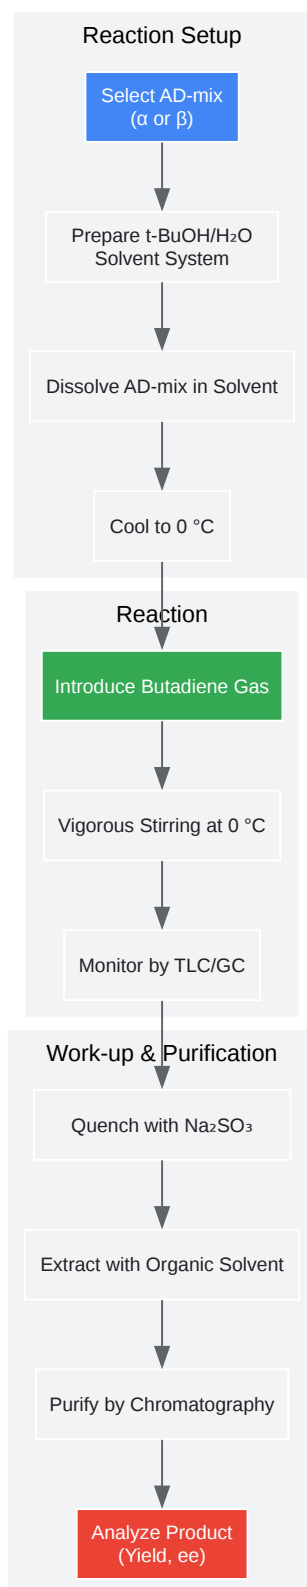 Reaction Setup
Select AD-mix
(α or β)
Prepare t-BuOH/H₂O
Solvent System
Dissolve AD-mix in Solvent
Cool to 0 °C
Reaction
Introduce Butadiene Gas
Vigorous Stirring at 0 °C
Monitor by TLC/GC
Work-up & Purification
Quench with Na₂SO₃
Extract with Organic Solvent
Purify by Chromatography
Analyze Product
(Yield, ee)